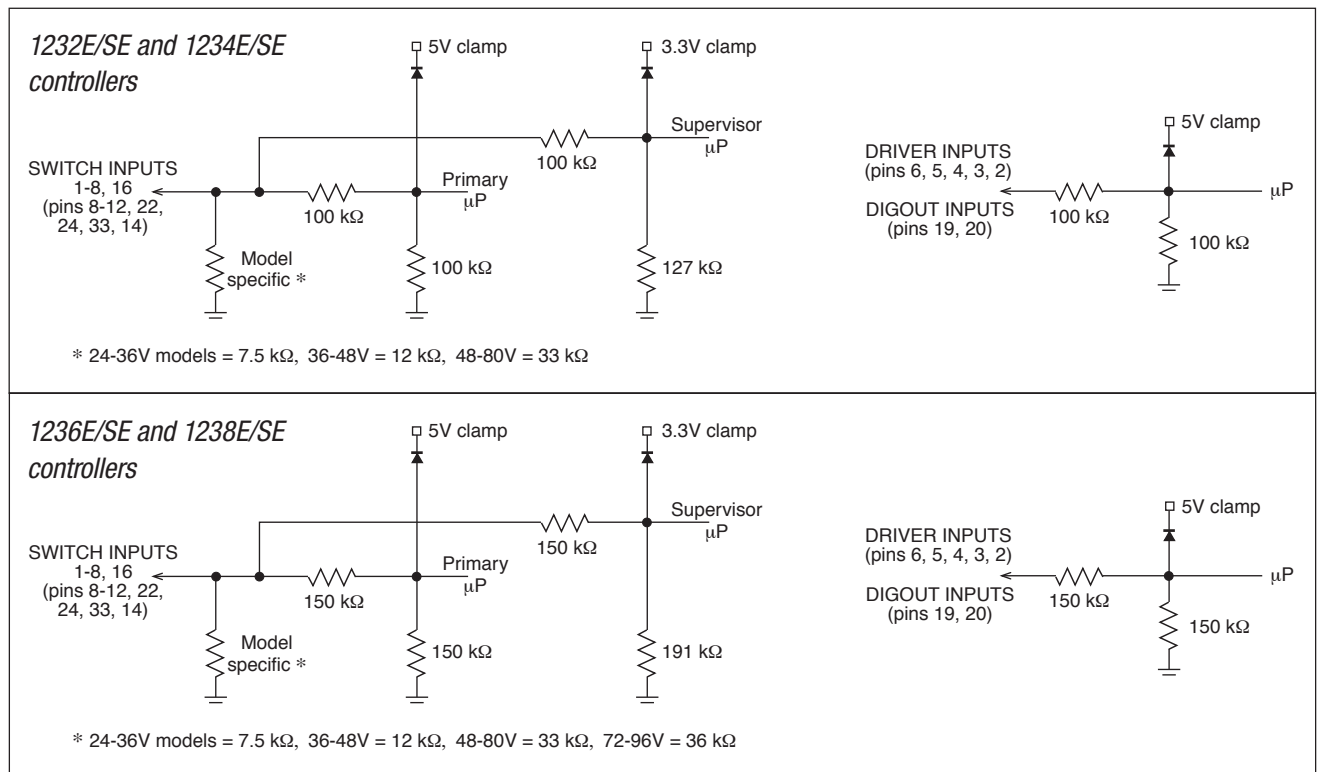 1232E/SE and 1234E/SE
controllers
5V clamp
3.3V clamp
Supervisor
µP
100 kΩ
SWITCH INPUTS
1-8, 16
(pins 8-12, 22,
24, 33, 14)
Primary
µP
100 kΩ
Model
specific *
100 kΩ
127 kΩ
5V clamp
DRIVER INPUTS
(pins 6, 5, 4, 3, 2)
DIGOUT INPUTS
(pins 19, 20)
100 kΩ
µP
100 kΩ
* 24-36V models = 7.5 kΩ, 36-48V = 12 kΩ, 48-80V = 33 kΩ
1236E/SE and 1238E/SE
controllers
5V clamp
3.3V clamp
Supervisor
µP
150 kΩ
SWITCH INPUTS
1-8, 16
(pins 8-12, 22,
24, 33, 14)
Primary
µP
150 kΩ
Model
specific *
150 kΩ
191 kΩ
5V clamp
DRIVER INPUTS
(pins 6, 5, 4, 3, 2)
DIGOUT INPUTS
(pins 19, 20)
150 kΩ
µP
150 kΩ
* 24-36V models = 7.5 kΩ, 36-48V = 12 kΩ, 48-80V = 33 kΩ, 72-96V = 36 kΩ